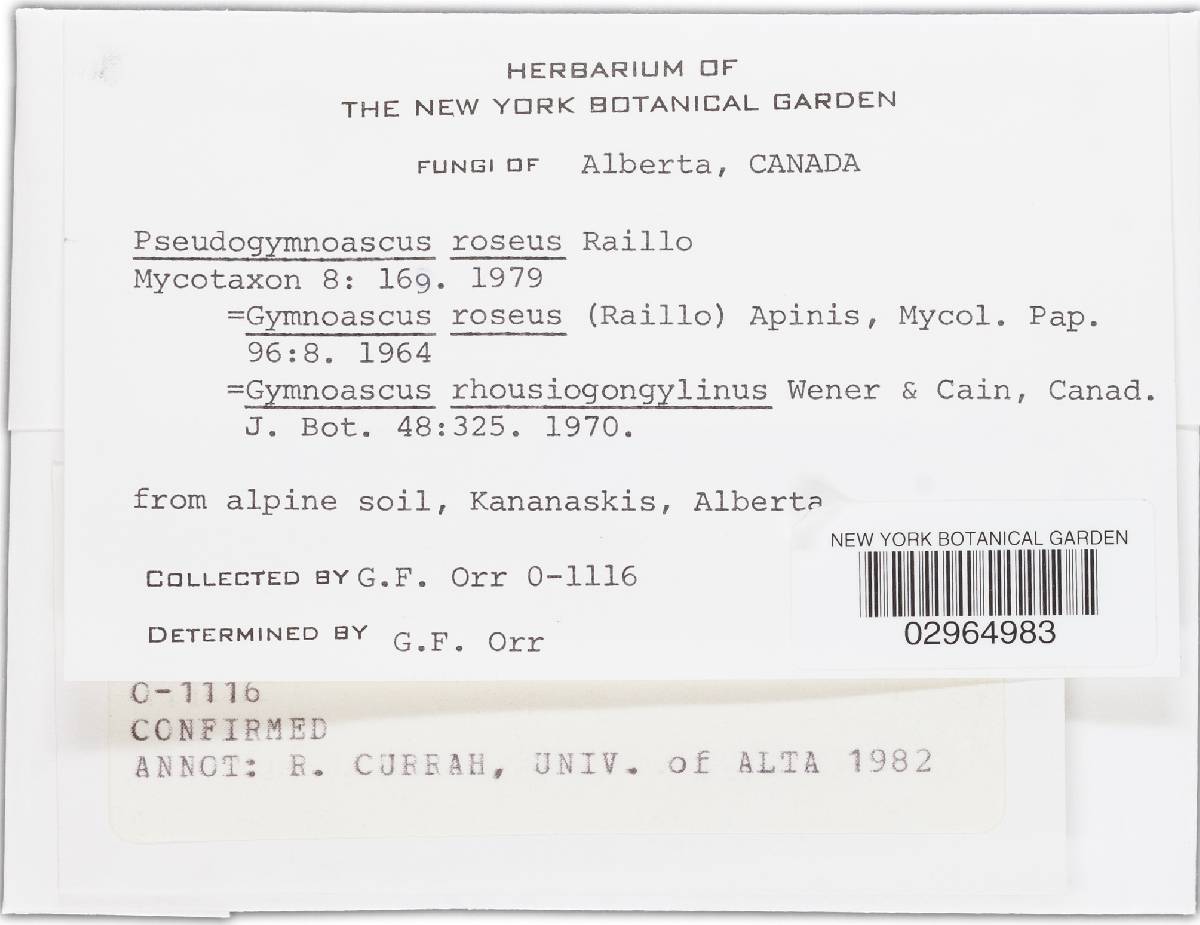 HERBARIUM OF
THE NEW YORK BOTANICAL GARDEN
FUNGI OF Alberta, CANADA
Pseudogymnoascus roseus Raillo
Mycotaxon 8: 169. 1979
=Gymnoascus roseus (Raillo) Apinis, Mycol. Pap.
96:8. 1964
=Gymnoascus rhousiogongylinus Wener & Cain, Canad.
J. Bot. 48:325. 1970.
from alpine soil, Kananaskis, Alberta
NEW YORK BOTANICAL GARDEN
02964983
COLLECTED BY G.F. Orr O-1116
DETERMINED BY G.F. Orr
O-1116
CONFIRMED
ANNOT: R. CURRAH, UNIV. of ALTA 1982